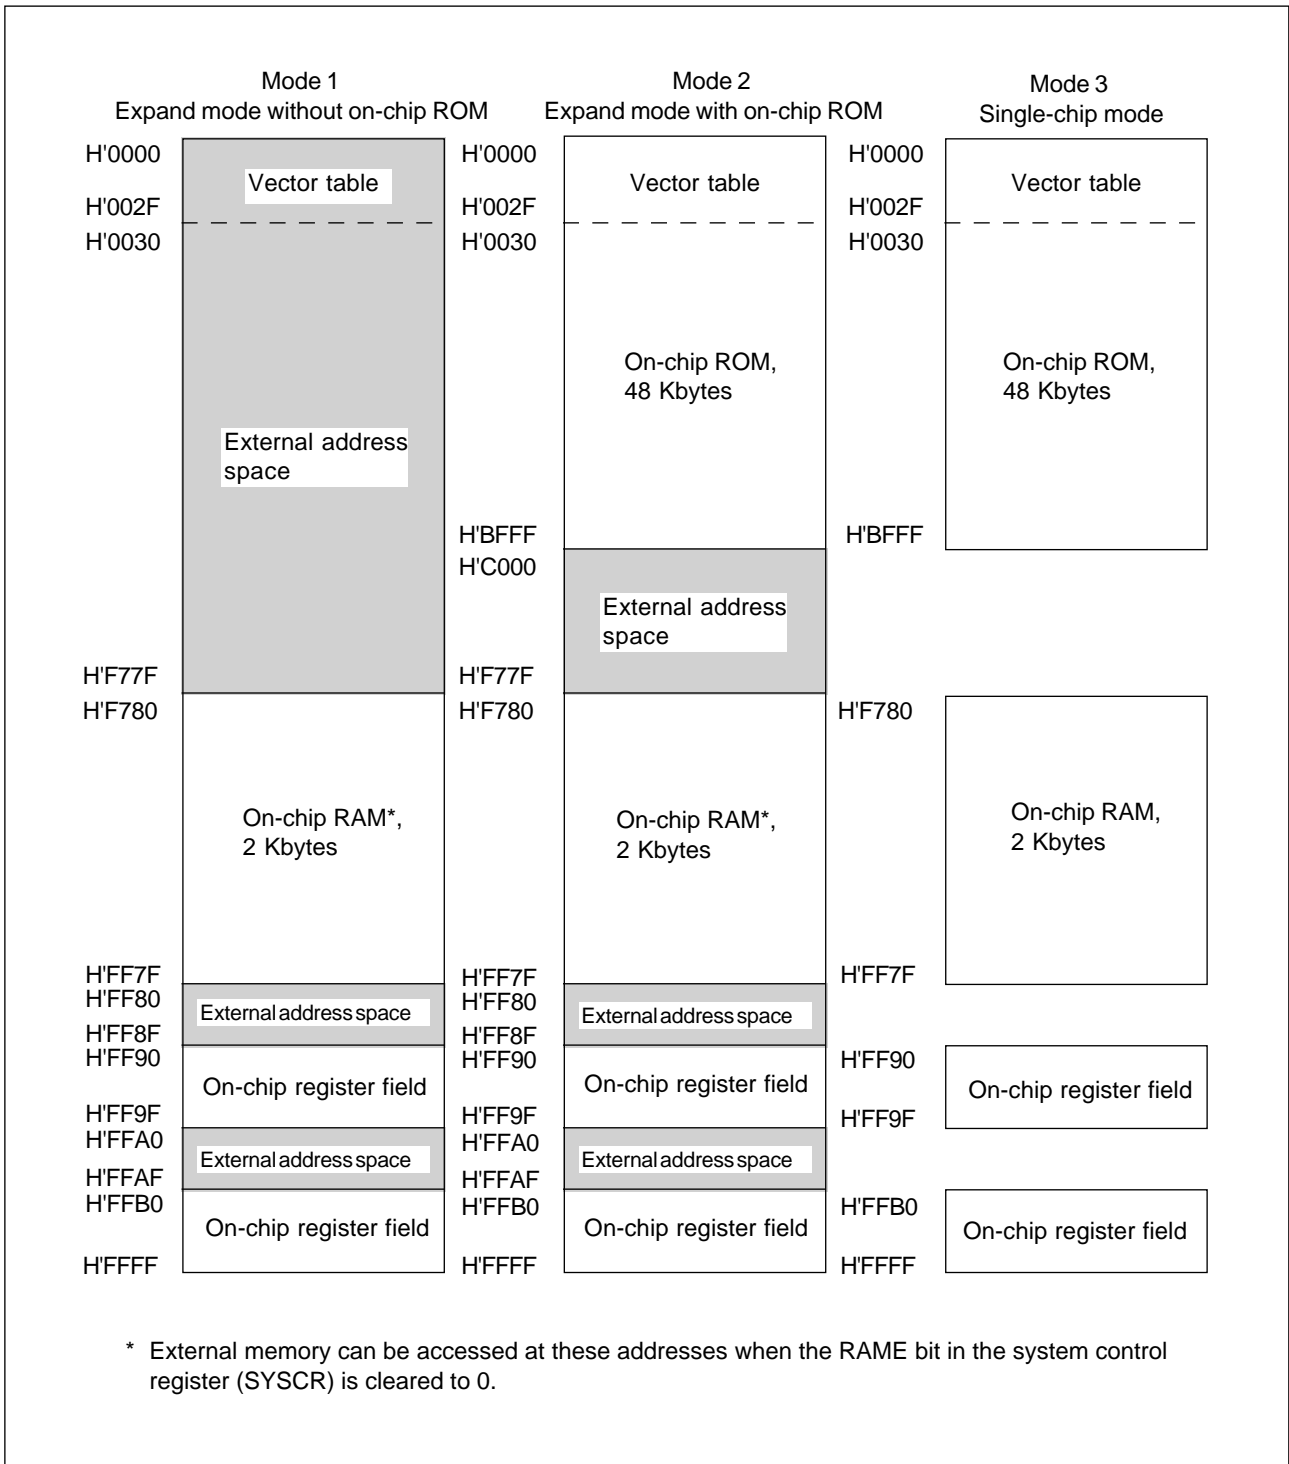 Mode 1
Expand mode without on-chip ROM
H'0000
Vector table
H'002F
H'0030
External address
space
H'F77F
H'F780
On-chip RAM*,
2 Kbytes
H'FF7F
H'FF80
External address space
H'FF8F
H'FF90
On-chip register field
H'FF9F
H'FFA0
External address space
H'FFAF
H'FFB0
On-chip register field
H'FFFF
Mode 2
Expand mode with on-chip ROM
H'0000
Vector table
H'002F
H'0030
On-chip ROM,
48 Kbytes
H'BFFF
H'C000
External address
space
H'F77F
H'F780
On-chip RAM*,
2 Kbytes
H'FF7F
H'FF80
External address space
H'FF8F
H'FF90
On-chip register field
H'FF9F
H'FFA0
External address space
H'FFAF
H'FFB0
On-chip register field
H'FFFF
Mode 3
Single-chip mode
H'0000
Vector table
H'002F
H'0030
On-chip ROM,
48 Kbytes
H'BFFF
H'F780
On-chip RAM,
2 Kbytes
H'FF7F
H'FF90
On-chip register field
H'FF9F
H'FFB0
On-chip register field
H'FFFF
* External memory can be accessed at these addresses when the RAME bit in the system control
register (SYSCR) is cleared to 0.